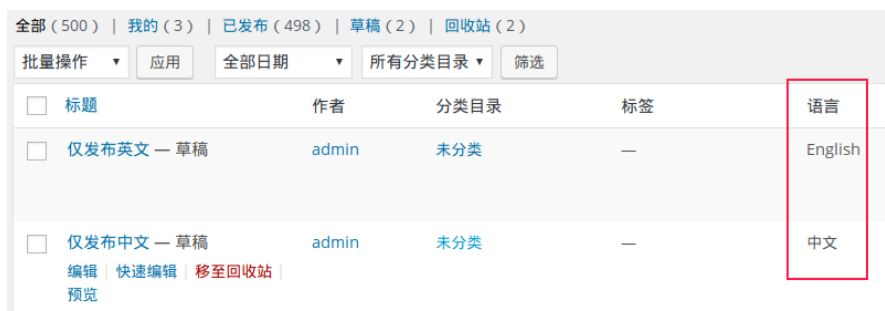 全部（500） | 我的（3） | 已发布（498） | 草稿（2） | 回收站（2）
批量操作 应用 全部日期 所有分类目录 筛选
标题 作者 分类目录 标签 语言
仅发布英文 — 草稿 admin 未分类 — English
仅发布中文 — 草稿 admin 未分类 — 中文
编辑 | 快速编辑 | 移至回收站 |
预览